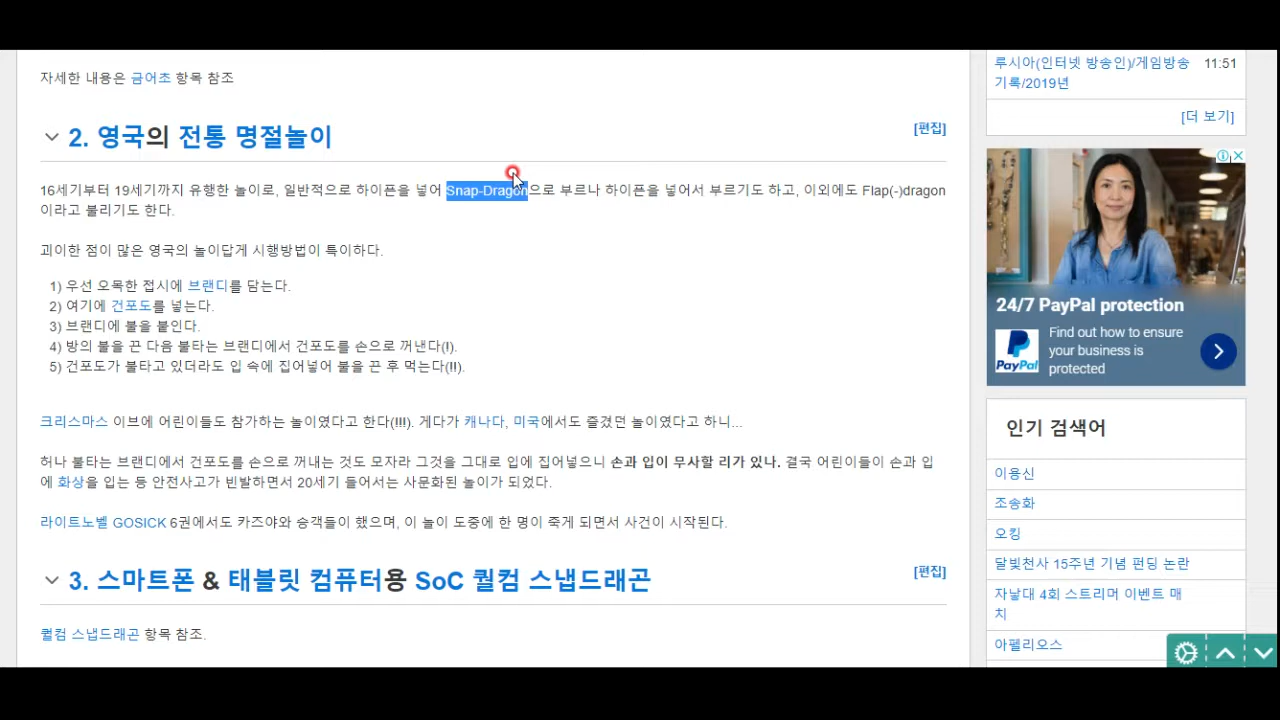 자세한 내용은 금어초 항목 참조
2. 영국의 전통 명절놀이
[편집]
16세기부터 19세기까지 유행한 놀이로, 일반적으로 하이픈을 넣어 Snap-Dragon으로 부르나 하이픈을 넣어서 부르기도 하고, 이외에도 Flap(-)dragon
이라고 불리기도 한다.
괴이한 점이 많은 영국의 놀이답게 시행방법이 특이하다.
1) 우선 오목한 접시에 브랜디를 담는다.
2) 여기에 건포도를 넣는다.
3) 브랜디에 불을 붙인다.
4) 방의 불을 끈 다음 불타는 브랜디에서 건포도를 손으로 꺼낸다(!).
5) 건포도가 불타고 있더라도 입 속에 집어넣어 불을 끈 후 먹는다(!!).
크리스마스 이브에 어린이들도 참가하는 놀이였다고 한다(!!!). 게다가 캐나다, 미국에서도 즐겼던 놀이였다고 하니...
허나 불타는 브랜디에서 건포도를 손으로 꺼내는 것도 모자라 그것을 그대로 입에 집어넣으니 손과 입이 무사할 리가 있나. 결국 어린이들이 손과 입
에 화상을 입는 등 안전사고가 빈발하면서 20세기 들어서는 사문화된 놀이가 되었다.
라이트노벨 GOSICK 6권에서도 카즈야와 승객들이 했으며, 이 놀이 도중에 한 명이 죽게 되면서 사건이 시작된다.
3. 스마트폰 & 태블릿 컴퓨터용 SoC 퀄컴 스냅드래곤
[편집]
퀄컴 스냅드래곤 항목 참조.
루시아(인터넷 방송인)/게임방송 11:51
기록/2019년
[더 보기]
24/7 PayPal protection
Find out how to ensure
your business is
protected
PayPal
인기 검색어
이용신
조송화
오킹
달빛천사 15주년 기념 펀딩 논란
자낳대 4회 스트리머 이벤트 매
치
아펠리오스